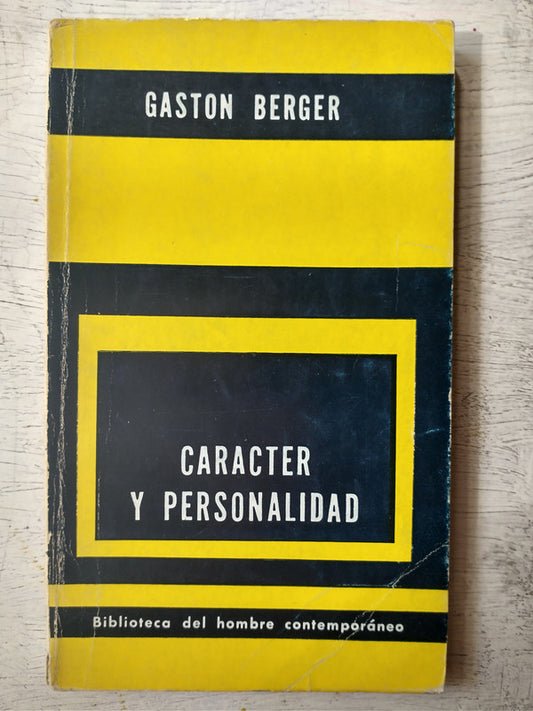 GASTON BERGER
CARACTER
Y PERSONALIDAD
Biblioteca del hombre contemporáneo